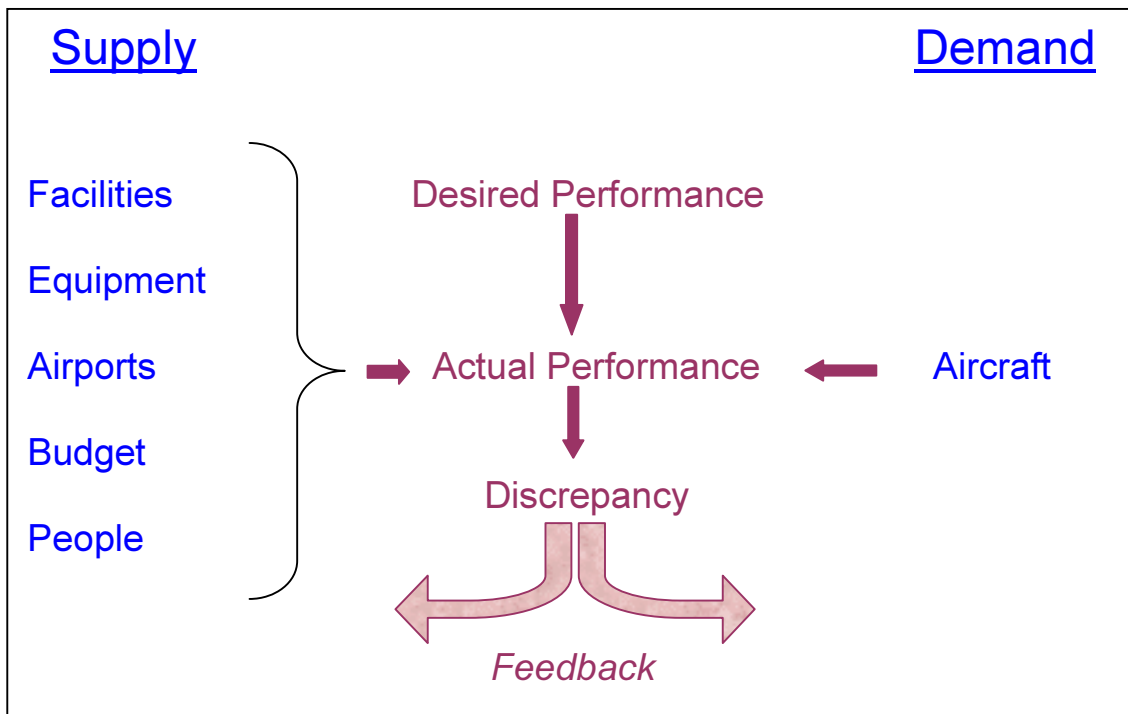 Supply
Demand
Facilities
Desired Performance
Equipment
Airports
Actual Performance
Aircraft
Budget
Discrepancy
People
Feedback